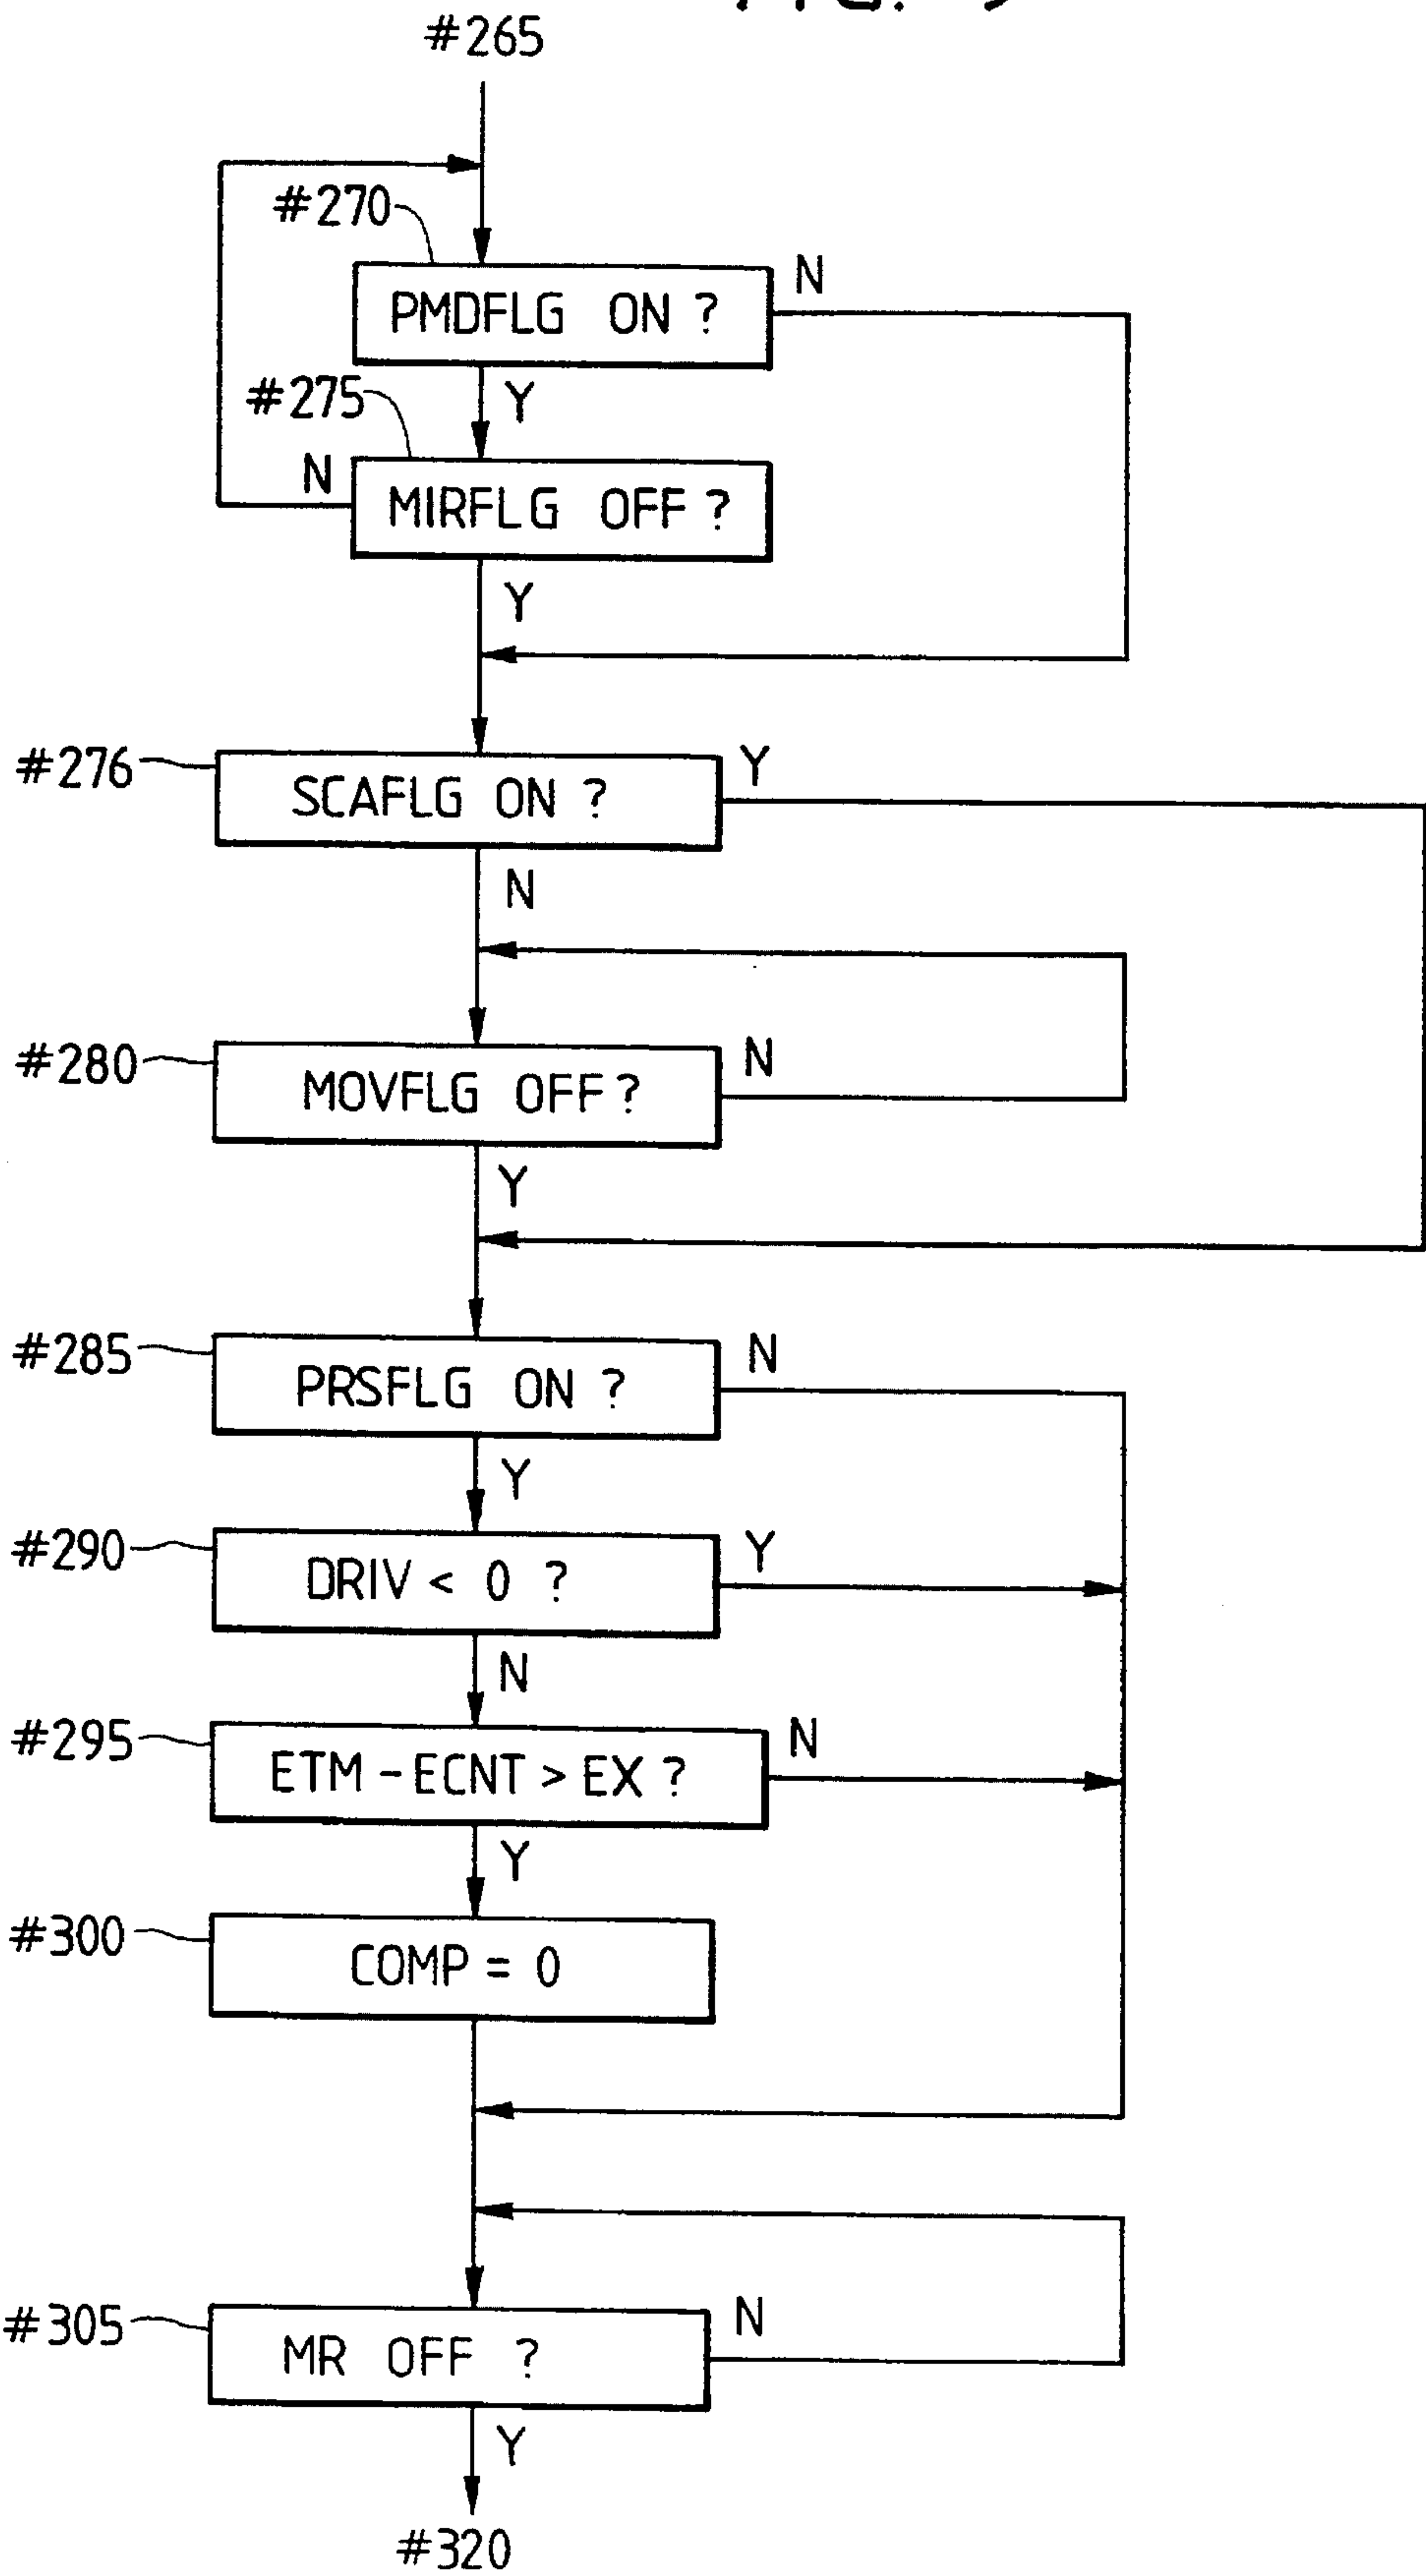 #265
#270
PMDFLG ON ?
N
Y
#275
N
MIRFLG OFF ?
Y
#276
SCAFLG ON ?
Y
N
#280
MOVFLG OFF ?
N
Y
#285
PRSFLG ON ?
N
Y
#290
DRIV < 0 ?
Y
N
#295
ETM - ECNT > EX ?
N
Y
#300
COMP = 0
#305
MR OFF ?
N
Y
#320